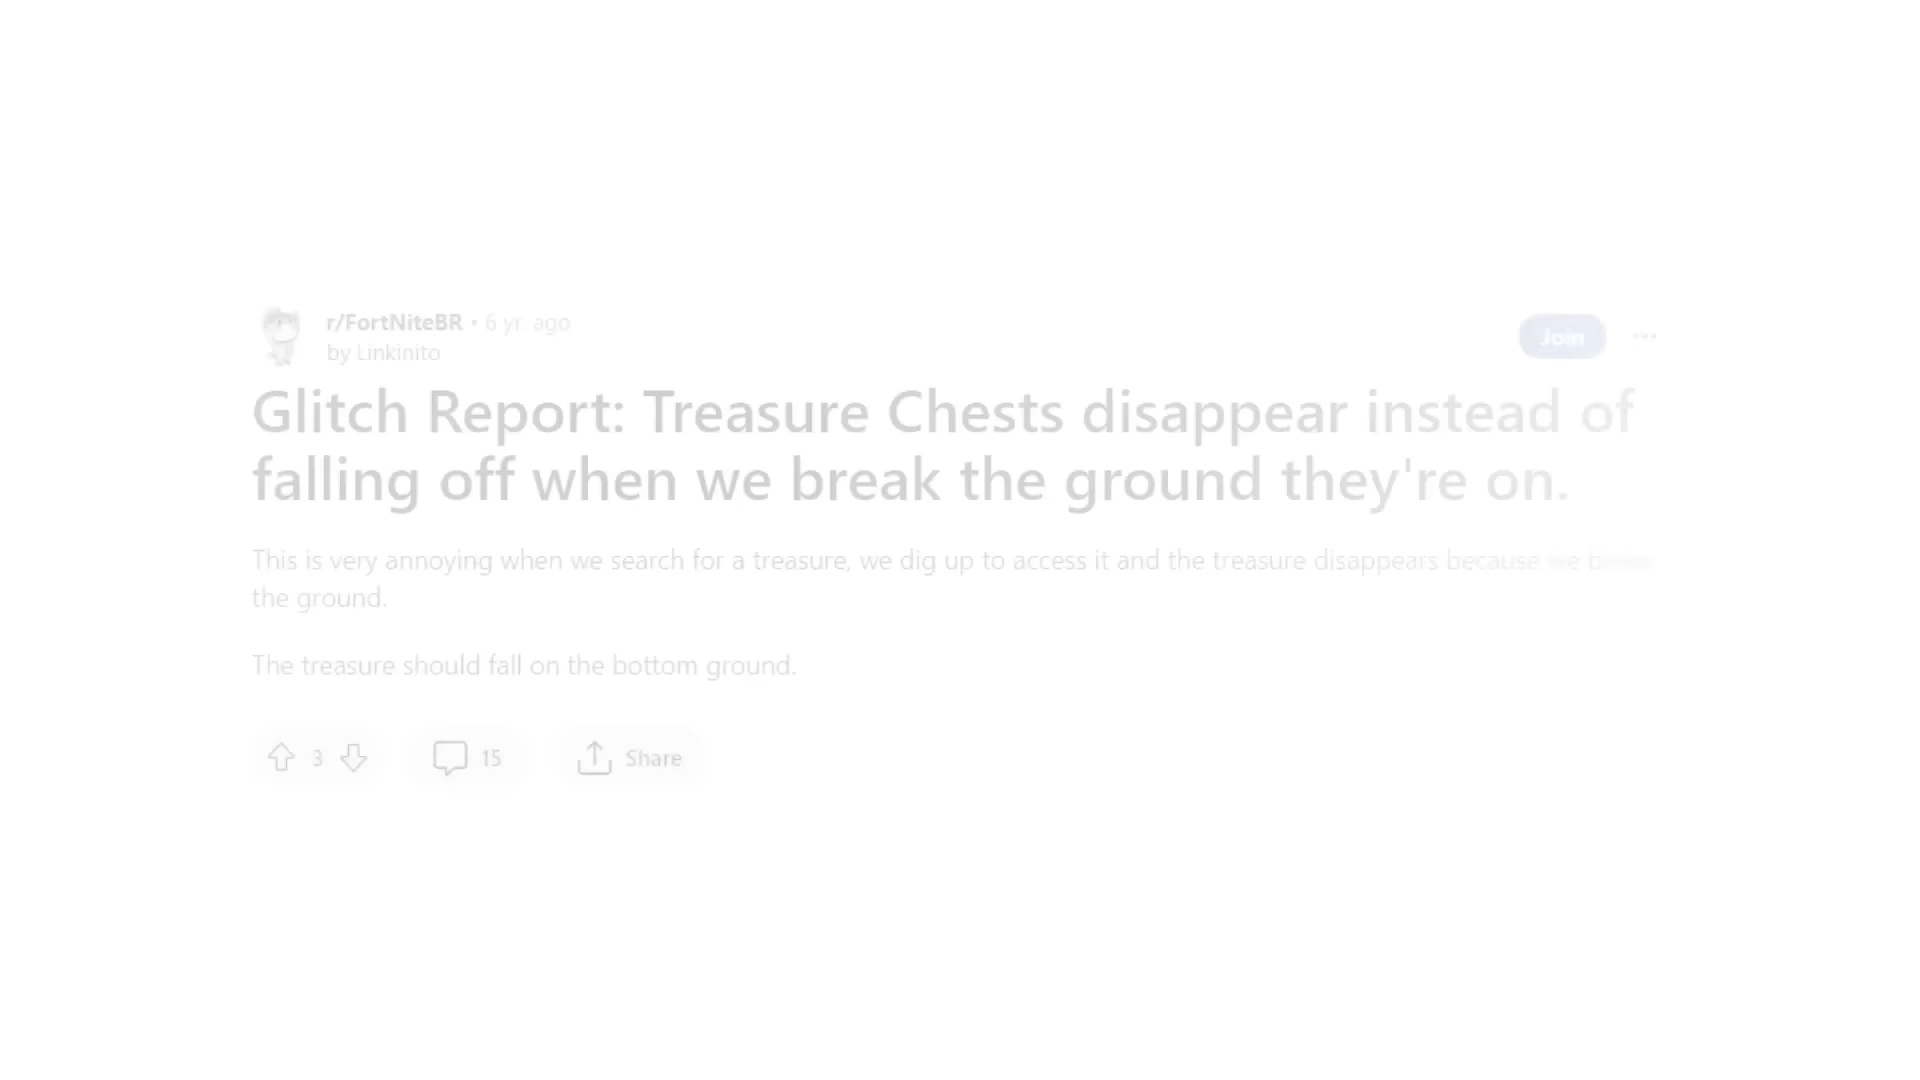 r/FortNiteBR • 6 yr. ago
by Linkinito
Join
Glitch Report: Treasure Chests disappear instead of
falling off when we break the ground they're on.
This is very annoying when we search for a treasure, we dig up to access it and the treasure disappears because we break
the ground.
The treasure should fall on the bottom ground.
3
15
Share